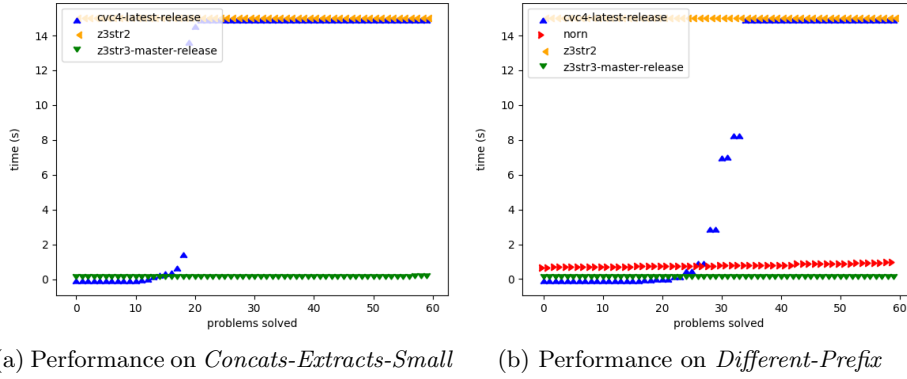 cvc4-latest-release
z3str2
z3str3-master-release
14
12
10
8
6
4
2
0
time (s)
0 10 20 30 40 50 60
problems solved
cvc4-latest-release
norn
z3str2
z3str3-master-release
14
12
10
8
6
4
2
0
time (s)
0 10 20 30 40 50 60
problems solved
a) Performance on Concats-Extracts-Small
(b) Performance on Different-Prefix